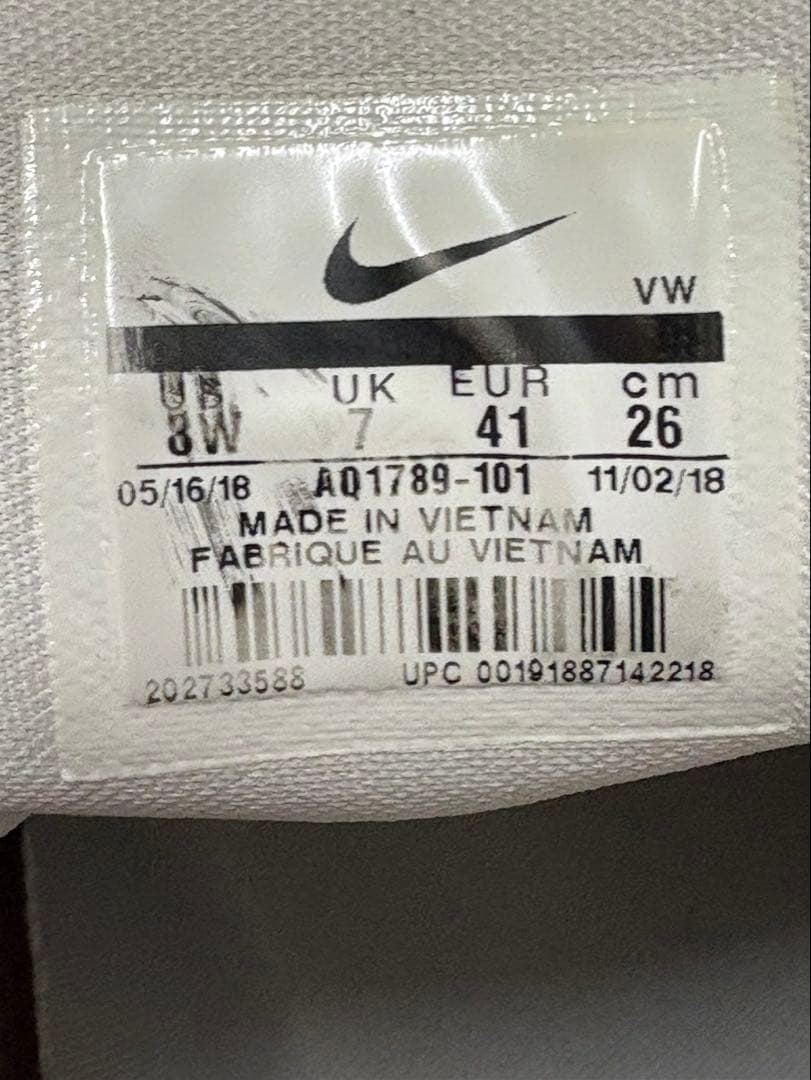 VW
US UK EUR cm
8W 7 41 26
05/16/18 AQ1789-101 11/02/18
MADE IN VIETNAM
FABRIQUE AU VIETNAM
202733588 UPC 00191887142218